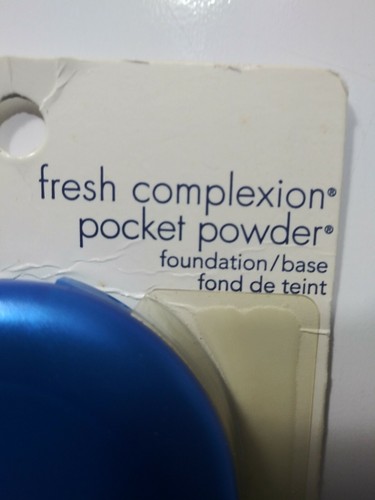 fresh complexion®
pocket powder®
foundation/base
fond de teint